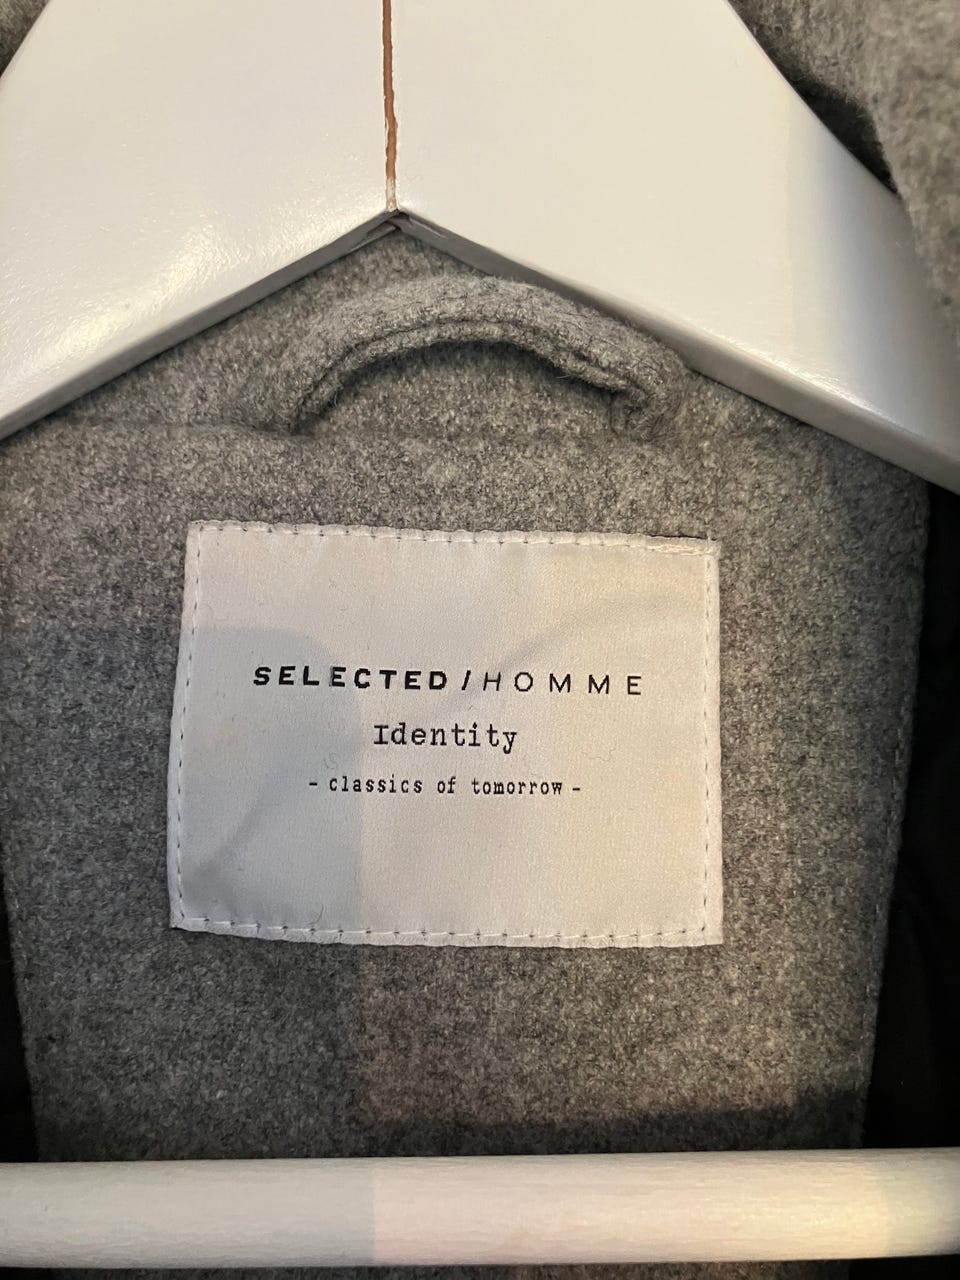 SELECTED/HOMME
Identity
- classics of tomorrow -